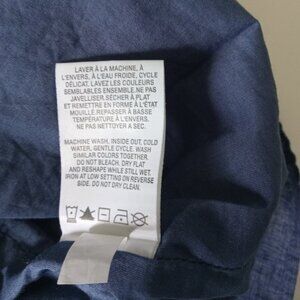 LAVER À LA MACHINE, À
L'ENVERS, À L'EAU FROIDE, CYCLE
DÉLICAT, LAVEZ LES COULEURS
SEMBLABLES ENSEMBLE.NE PAS
JAVELLISER. SÉCHER À PLAT
ET REMETTRE EN FORME À L'ÉTAT
MOUILLÉ.REPASSER À BASSE
TEMPÉRATURE À L'ENVERS.
NE PAS NETTOYER A SEC.
MACHINE WASH, INSIDE OUT, COLD
WATER, GENTLE CYCLE. WASH
SIMILAR COLORS TOGETHER.
DO NOT BLEACH. DRY FLAT
AND RESHAPE WHILE STILL WET.
IRON AT LOW SETTING ON REVERSE
SIDE. DO NOT DRY CLEAN.